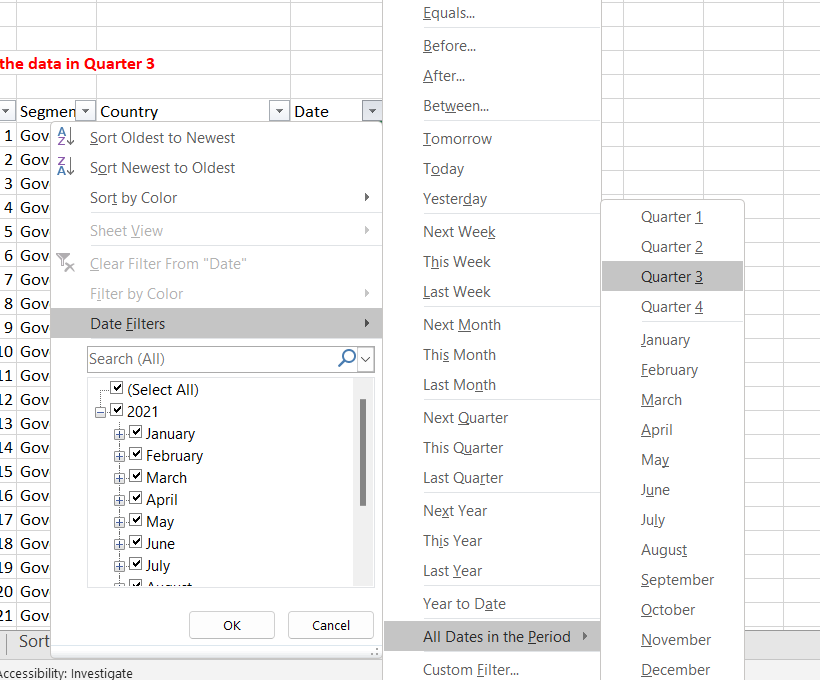 the data in Quarter 3
Segmen Country Date
1 Gov
2 Gov
3 Gov
4 Gov
5 Gov
6 Gov
7 Gov
8 Gov
9 Gov
10 Gov
11 Gov
12 Gov
13 Gov
14 Gov
15 Gov
16 Gov
17 Gov
18 Gov
19 Gov
20 Gov
21 Gov
Sort
Accessibility: Investigate
Sort Oldest to Newest
Sort Newest to Oldest
Sort by Color
Sheet View
Clear Filter From "Date"
Filter by Color
Date Filters
Search (All)
(Select All)
2021
January
February
March
April
May
June
July
August
OK
Cancel
Equals...
Before...
After...
Between...
Tomorrow
Today
Yesterday
Next Week
This Week
Last Week
Next Month
This Month
Last Month
Next Quarter
This Quarter
Last Quarter
Next Year
This Year
Last Year
Year to Date
All Dates in the Period
Custom Filter...
Quarter 1
Quarter 2
Quarter 3
Quarter 4
January
February
March
April
May
June
July
August
September
October
November
December